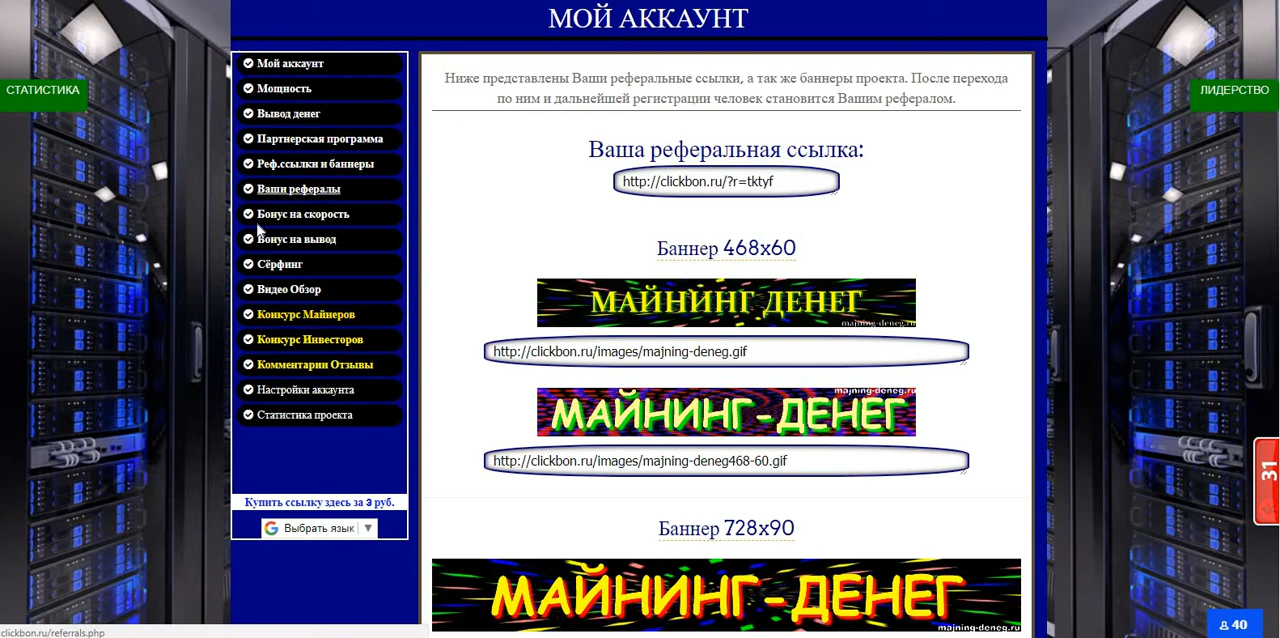 МОЙ АККАУНТ
СТАТИСТИКА
ЛИДЕРСТВО
Мой аккаунт
Мощность
Вывод денег
Партнерская программа
Реф.ссылки и баннеры
Ваши рефералы
Бонус на скорость
Бонус на вывод
Сёрфинг
Видео Обзор
Конкурс Майнеров
Конкурс Инвесторов
Комментарии Отзывы
Настройки аккаунта
Статистика проекта
Купить ссылку здесь за 3 руб.
Выбрать язык ▼
Ниже представлены Ваши реферальные ссылки, а так же баннеры проекта. После перехода
по ним и дальнейшей регистрации человек становится Вашим рефералом.
Ваша реферальная ссылка:
http://clickbon.ru/?r=tktyf
Баннер 468x60
МАЙНИНГ ДЕНЕГ
majning-deneg.ru
http://clickbon.ru/images/majning-deneg.gif
majning-deneg.ru
МАЙНИНГ-ДЕНЕГ
http://clickbon.ru/images/majning-deneg468-60.gif
Баннер 728x90
МАЙНИНГ-ДЕНЕГ
majning-deneg.ru
31
40
clickbon.ru/referrals.php